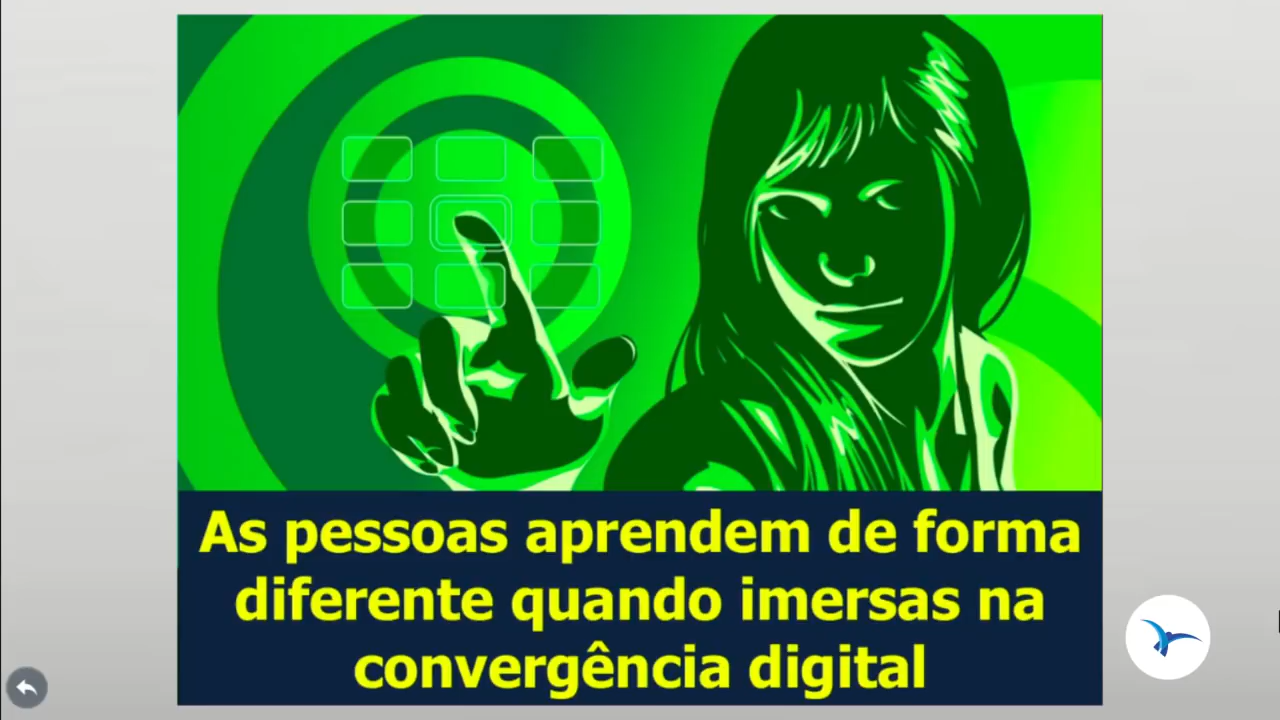 As pessoas aprendem de forma
diferente quando imersas na
convergência digital